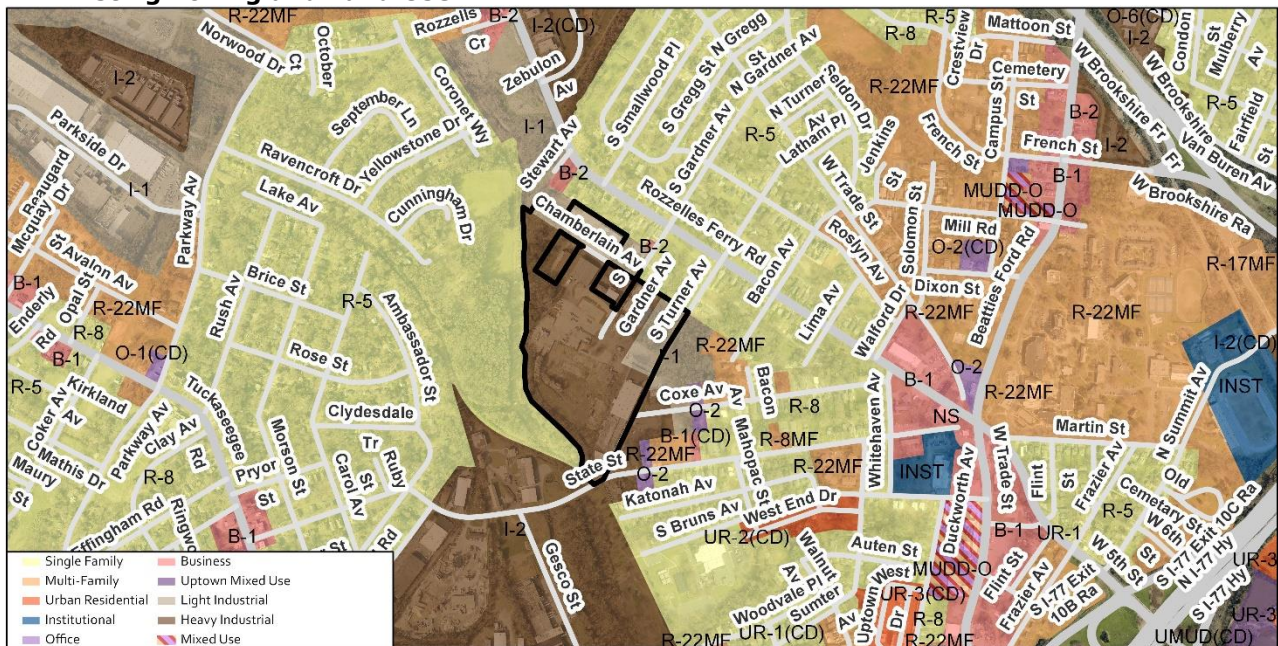 R-22MF
Norwood Dr
Ct
October
Rozzells
Cr
B-2
I-2(CD)
Zebulon
Av
S Smallwood Pl
S Gregg St
N Gregg
St
N Gardner Av
S Gardner Av
N Turner
Av
Seldon Dr
Latham Pl
R-5
R-8
R-5
Crestview
Dr
Mattoon St
O-6(CD)
I-2
Condon
St
Mulberry
Av
Cemetery
St
Campus St
W Brookshire Fr
W Brookshire
Fr
Van Buren Av
R-5
Fairfield
St
R-22MF
French St
French St
B-2
I-2
B-1
MUDD-O
MUDD-O
W Brookshire Ra
Jenkins
St
W Trade St
Solomon St
Mill Rd
O-2(CD)
Dixon St
Beatties Ford Rd
R-17MF
R-22MF
I-2
Parkside Dr
I-1
Beaugard
Dr
Mcquay Dr
St
Avalon Av
Parkway Av
September Ln
Yellowstone Dr
Coronet Wy
Ravencroft Dr
Lake Av
Cunningham Dr
I-1
Stewart Av
B-2
Chamberlain Av
B-2
Rozzelles Ferry Rd
S
Gardner Av
S Turner Av
Bacon Av
Lima Av
Roslyn Av
Walford Dr
R-22MF
B-1
Enderly
Rd
Opal St
R-22MF
R-8
O-1(CD)
B-1
R-5
Kirkland
Av
Coker Av
Mathis Dr
Maury
St
Parkway Av
Clay Av
R-8
Tuckaseegee
Rd
Rush Av
Brice St
R-5
Rose St
Ambassador St
Clydesdale
Tr
Ruby
St
Morson St
Pryor
St
Carol Av
Effingham Rd
B-1
Rd
R-22MF
Coxe Av
Av
Bacon
R-8
O-2
B-1(CD)
R-22MF
R-8MF
O-2
State St
Katonah Av
Mahopac St
West End Dr
S Bruns Av
UR-2(CD)
I-2
Gesco St
R-22MF
Whitehaven Av
B-1
O-2
R-22MF
NS
INST
Martin St
Duckworth Av
W Trade St
Flint
St
B-1
UR-1
Frazier Av
R-5
Cemetary St
Old
W 6th
St
N Summit Av
INST
I-2(CD)
W 5th St
S I-77 Exit 10C Ra
N I-77 Hy
S I-77 Hy
S I-77 Exit
10B Ra
Flint St
Frazier Av
Auten St
MUDD-O
West
Walnut
Av
Woodvale Pl
Sumter
Av
Uptown
Dr
UR-3(CD)
R-8
R-22MF
UR-1(CD)
R-22MF
UMUD(CD)
UR-3
Single Family
Multi-Family
Urban Residential
Institutional
Office
Business
Uptown Mixed Use
Light Industrial
Heavy Industrial
Mixed Use